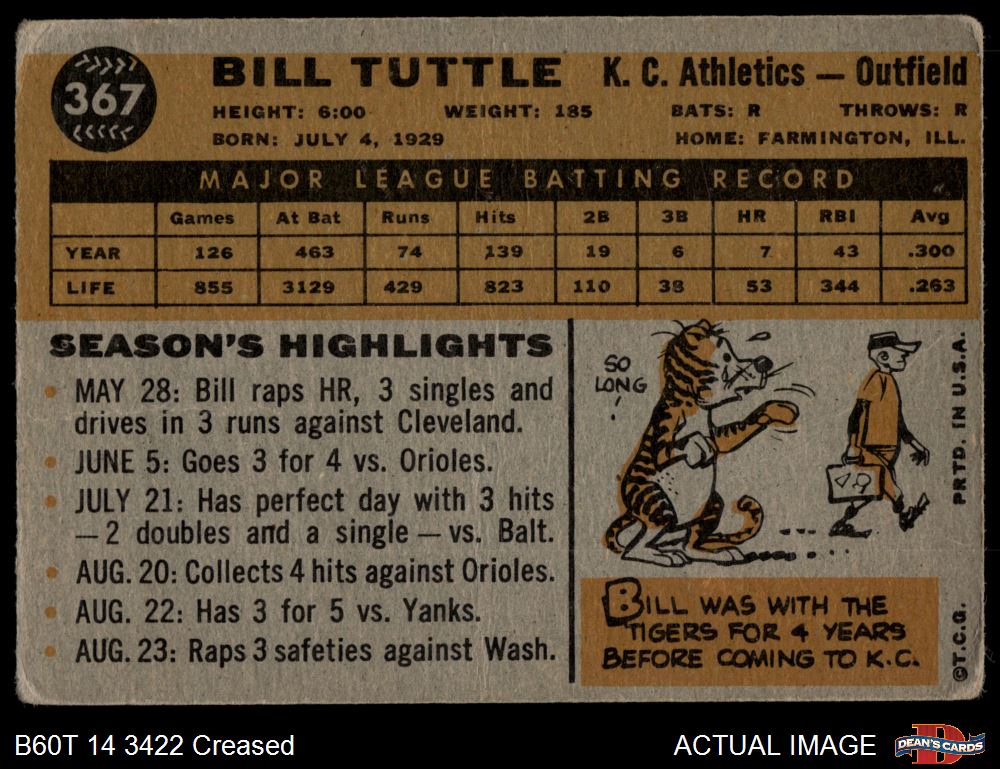 367
BILL TUTTLE K. C. Athletics — Outfield
HEIGHT: 6:00 WEIGHT: 185 BATS: R THROWS: R
BORN: JULY 4, 1929 HOME: FARMINGTON, ILL.
MAJOR LEAGUE BATTING RECORD
Games At Bat Runs Hits 2B 3B HR RBI Avg
YEAR 126 463 74 139 19 6 7 43 .300
LIFE 855 3129 429 823 110 38 53 344 .263
SEASON'S HIGHLIGHTS
• MAY 28: Bill raps HR, 3 singles and
drives in 3 runs against Cleveland.
• JUNE 5: Goes 3 for 4 vs. Orioles.
• JULY 21: Has perfect day with 3 hits
— 2 doubles and a single — vs. Balt.
• AUG. 20: Collects 4 hits against Orioles.
• AUG. 22: Has 3 for 5 vs. Yanks.
• AUG. 23: Raps 3 safeties against Wash.
SO
LONG
!
BILL WAS WITH THE
TIGERS FOR 4 YEARS
BEFORE COMING TO K.C.
PRTD. IN U.S.A.
©T.C.G.
B60T 14 3422 Creased
ACTUAL IMAGE
DEAN'S CARDS